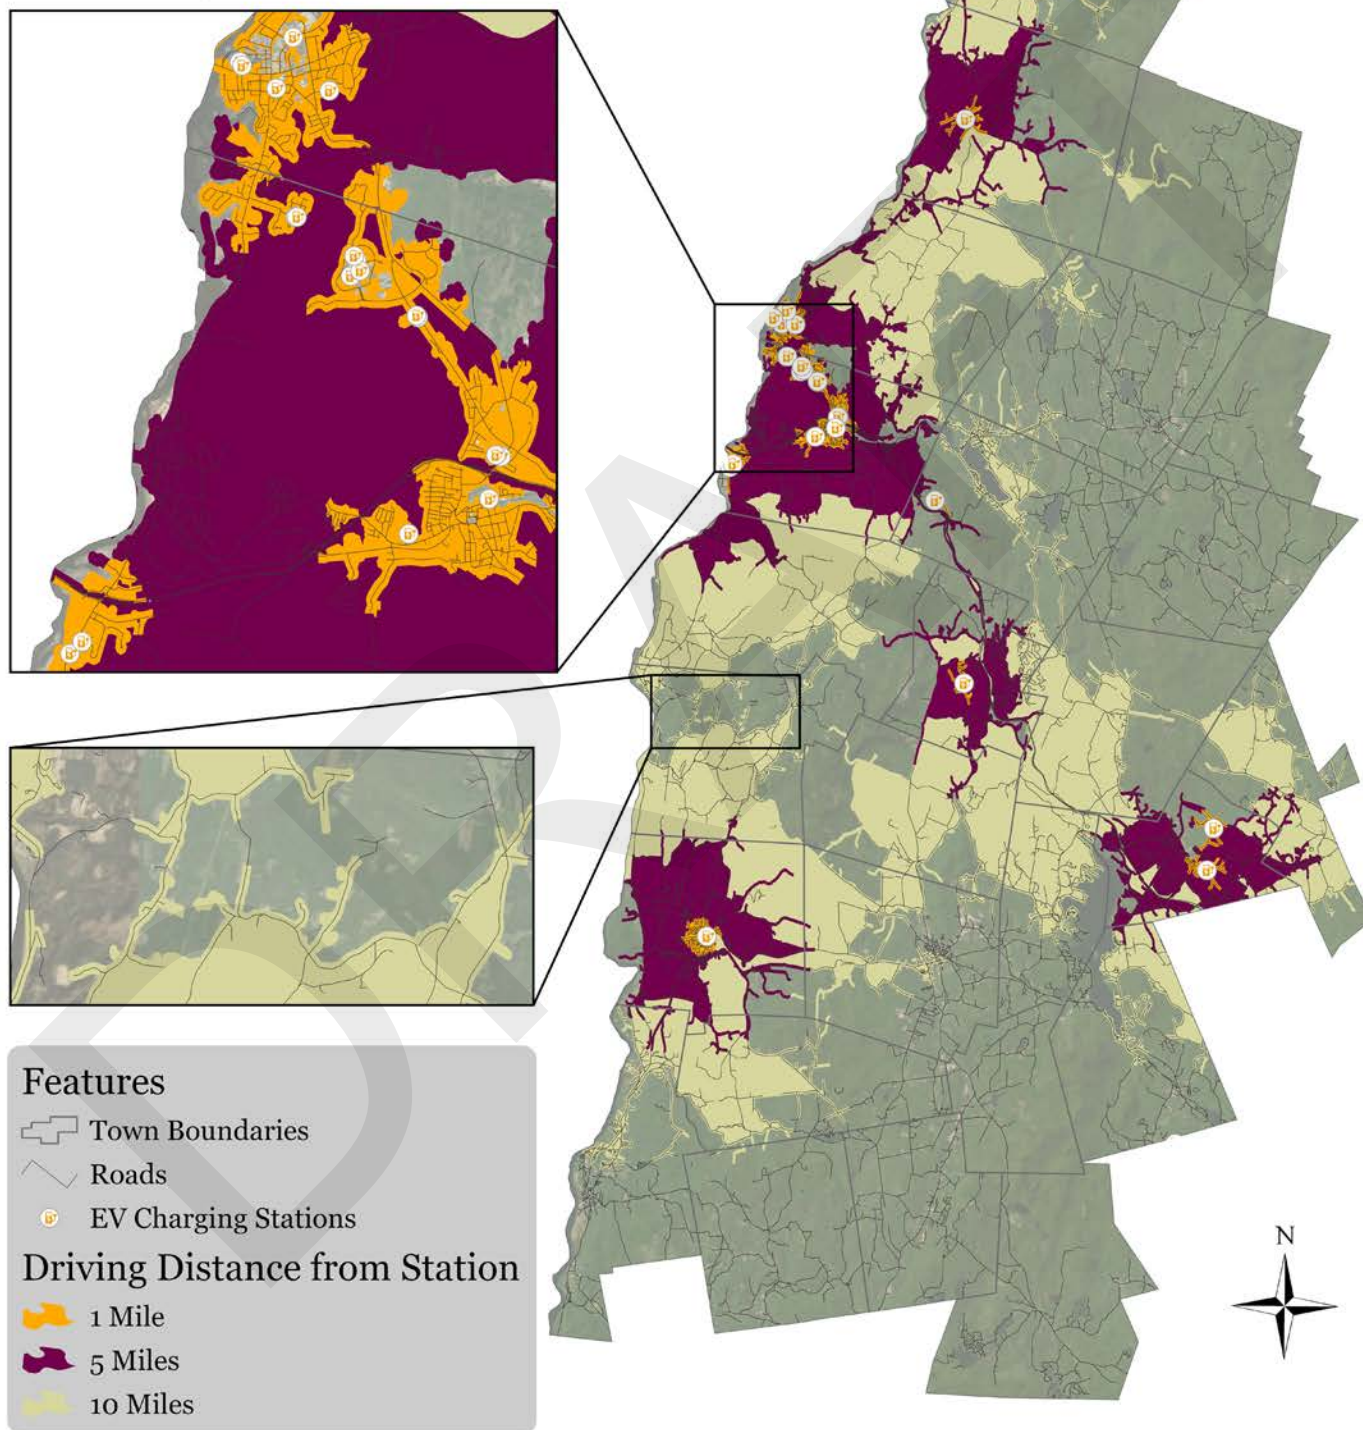 DRAFT
N
Features
Town Boundaries
Roads
EV Charging Stations
Driving Distance from Station
1 Mile
5 Miles
10 Miles